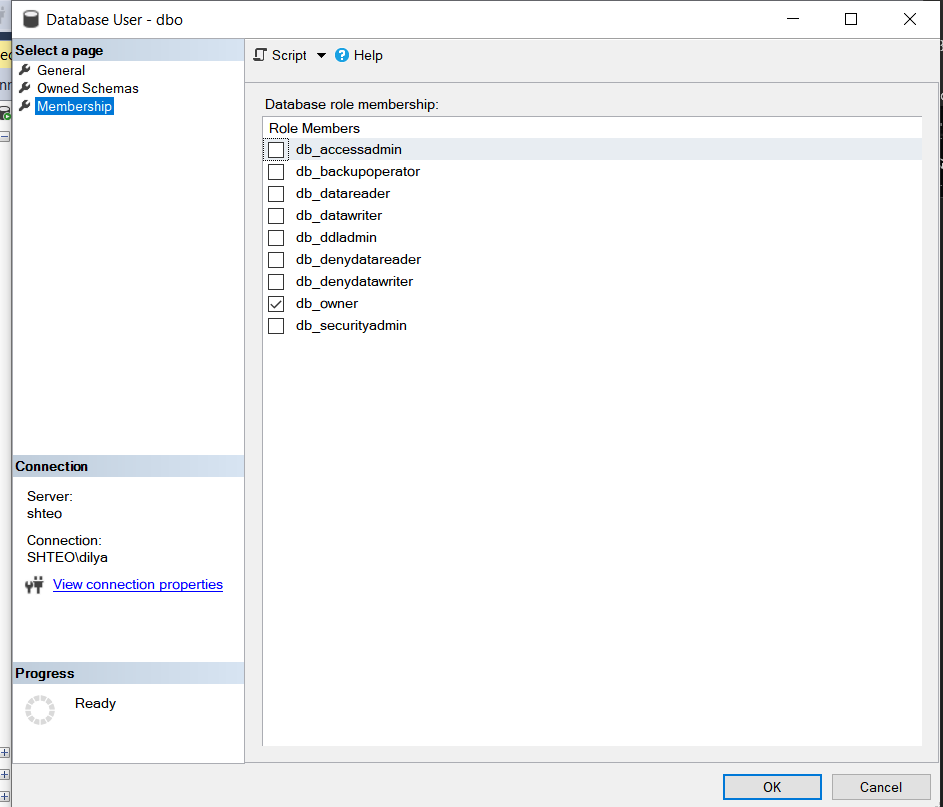 Database User - dbo
Select a page
General
Owned Schemas
Membership
Script
Help
Database role membership:
Role Members
db_accessadmin
db_backupoperator
db_datareader
db_datawriter
db_ddladmin
db_denydatareader
db_denydatawriter
db_owner
db_securityadmin
Connection
Server:
shteo
Connection:
SHTEO\dilya
View connection properties
Progress
Ready
OK
Cancel